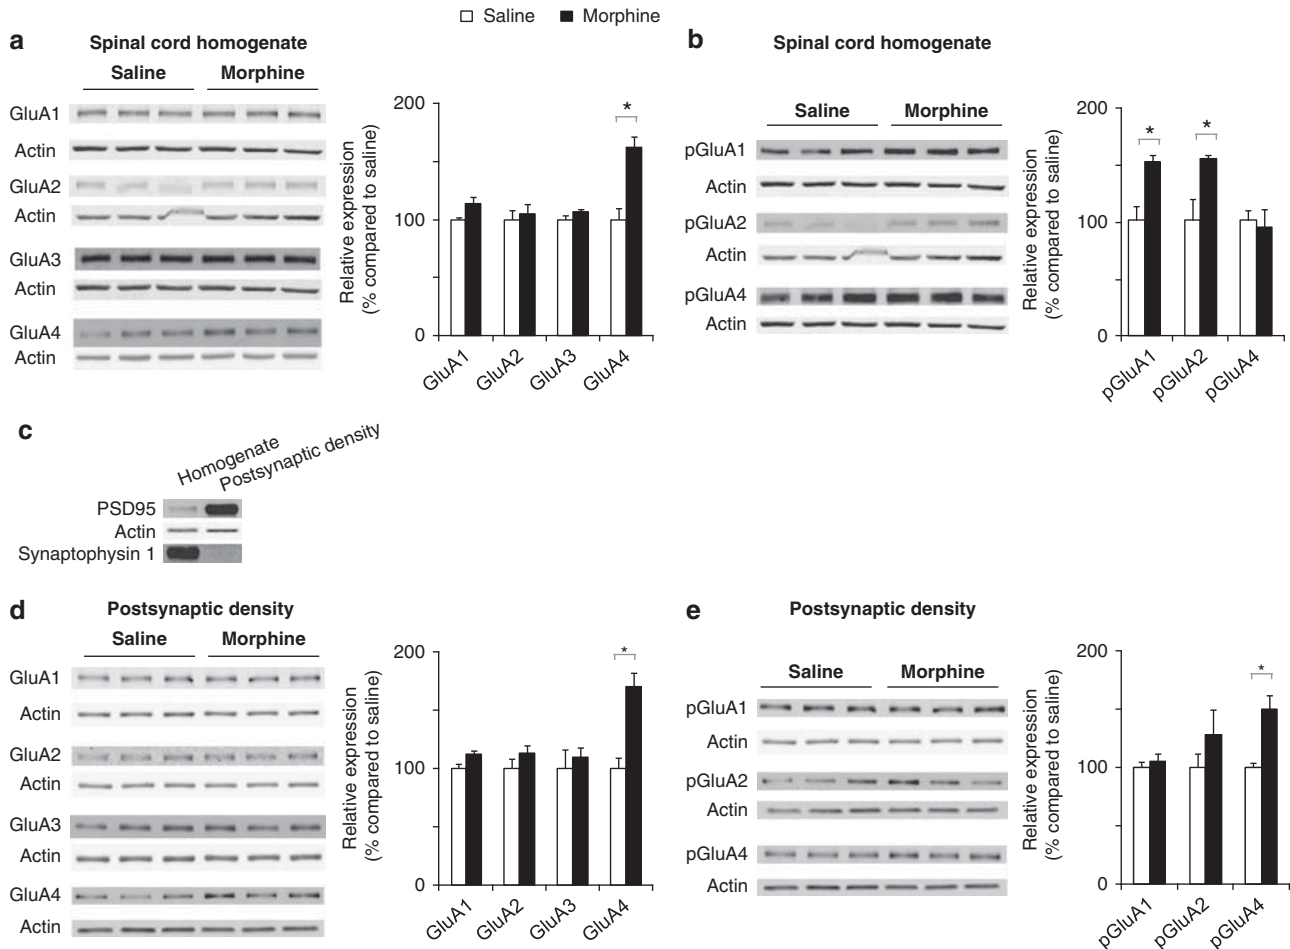 Saline Morphine
a
Spinal cord homogenate
Saline Morphine
GluA1
Actin
GluA2
Actin
GluA3
Actin
GluA4
Actin
Relative expression
(% compared to saline)
200
100
0
*
GluA1 GluA2 GluA3 GluA4
b
Spinal cord homogenate
Saline Morphine
pGluA1
Actin
pGluA2
Actin
pGluA4
Actin
Relative expression
(% compared to saline)
200
100
0
* *
pGluA1 pGluA2 pGluA4
c
Homogenate
Postsynaptic density
PSD95
Actin
Synaptophysin 1
d
Postsynaptic density
Saline Morphine
GluA1
Actin
GluA2
Actin
GluA3
Actin
GluA4
Actin
Relative expression
(% compared to saline)
200
100
0
*
GluA1 GluA2 GluA3 GluA4
e
Postsynaptic density
Saline Morphine
pGluA1
Actin
pGluA2
Actin
pGluA4
Actin
Relative expression
(% compared to saline)
200
100
0
*
pGluA1 pGluA2 pGluA4